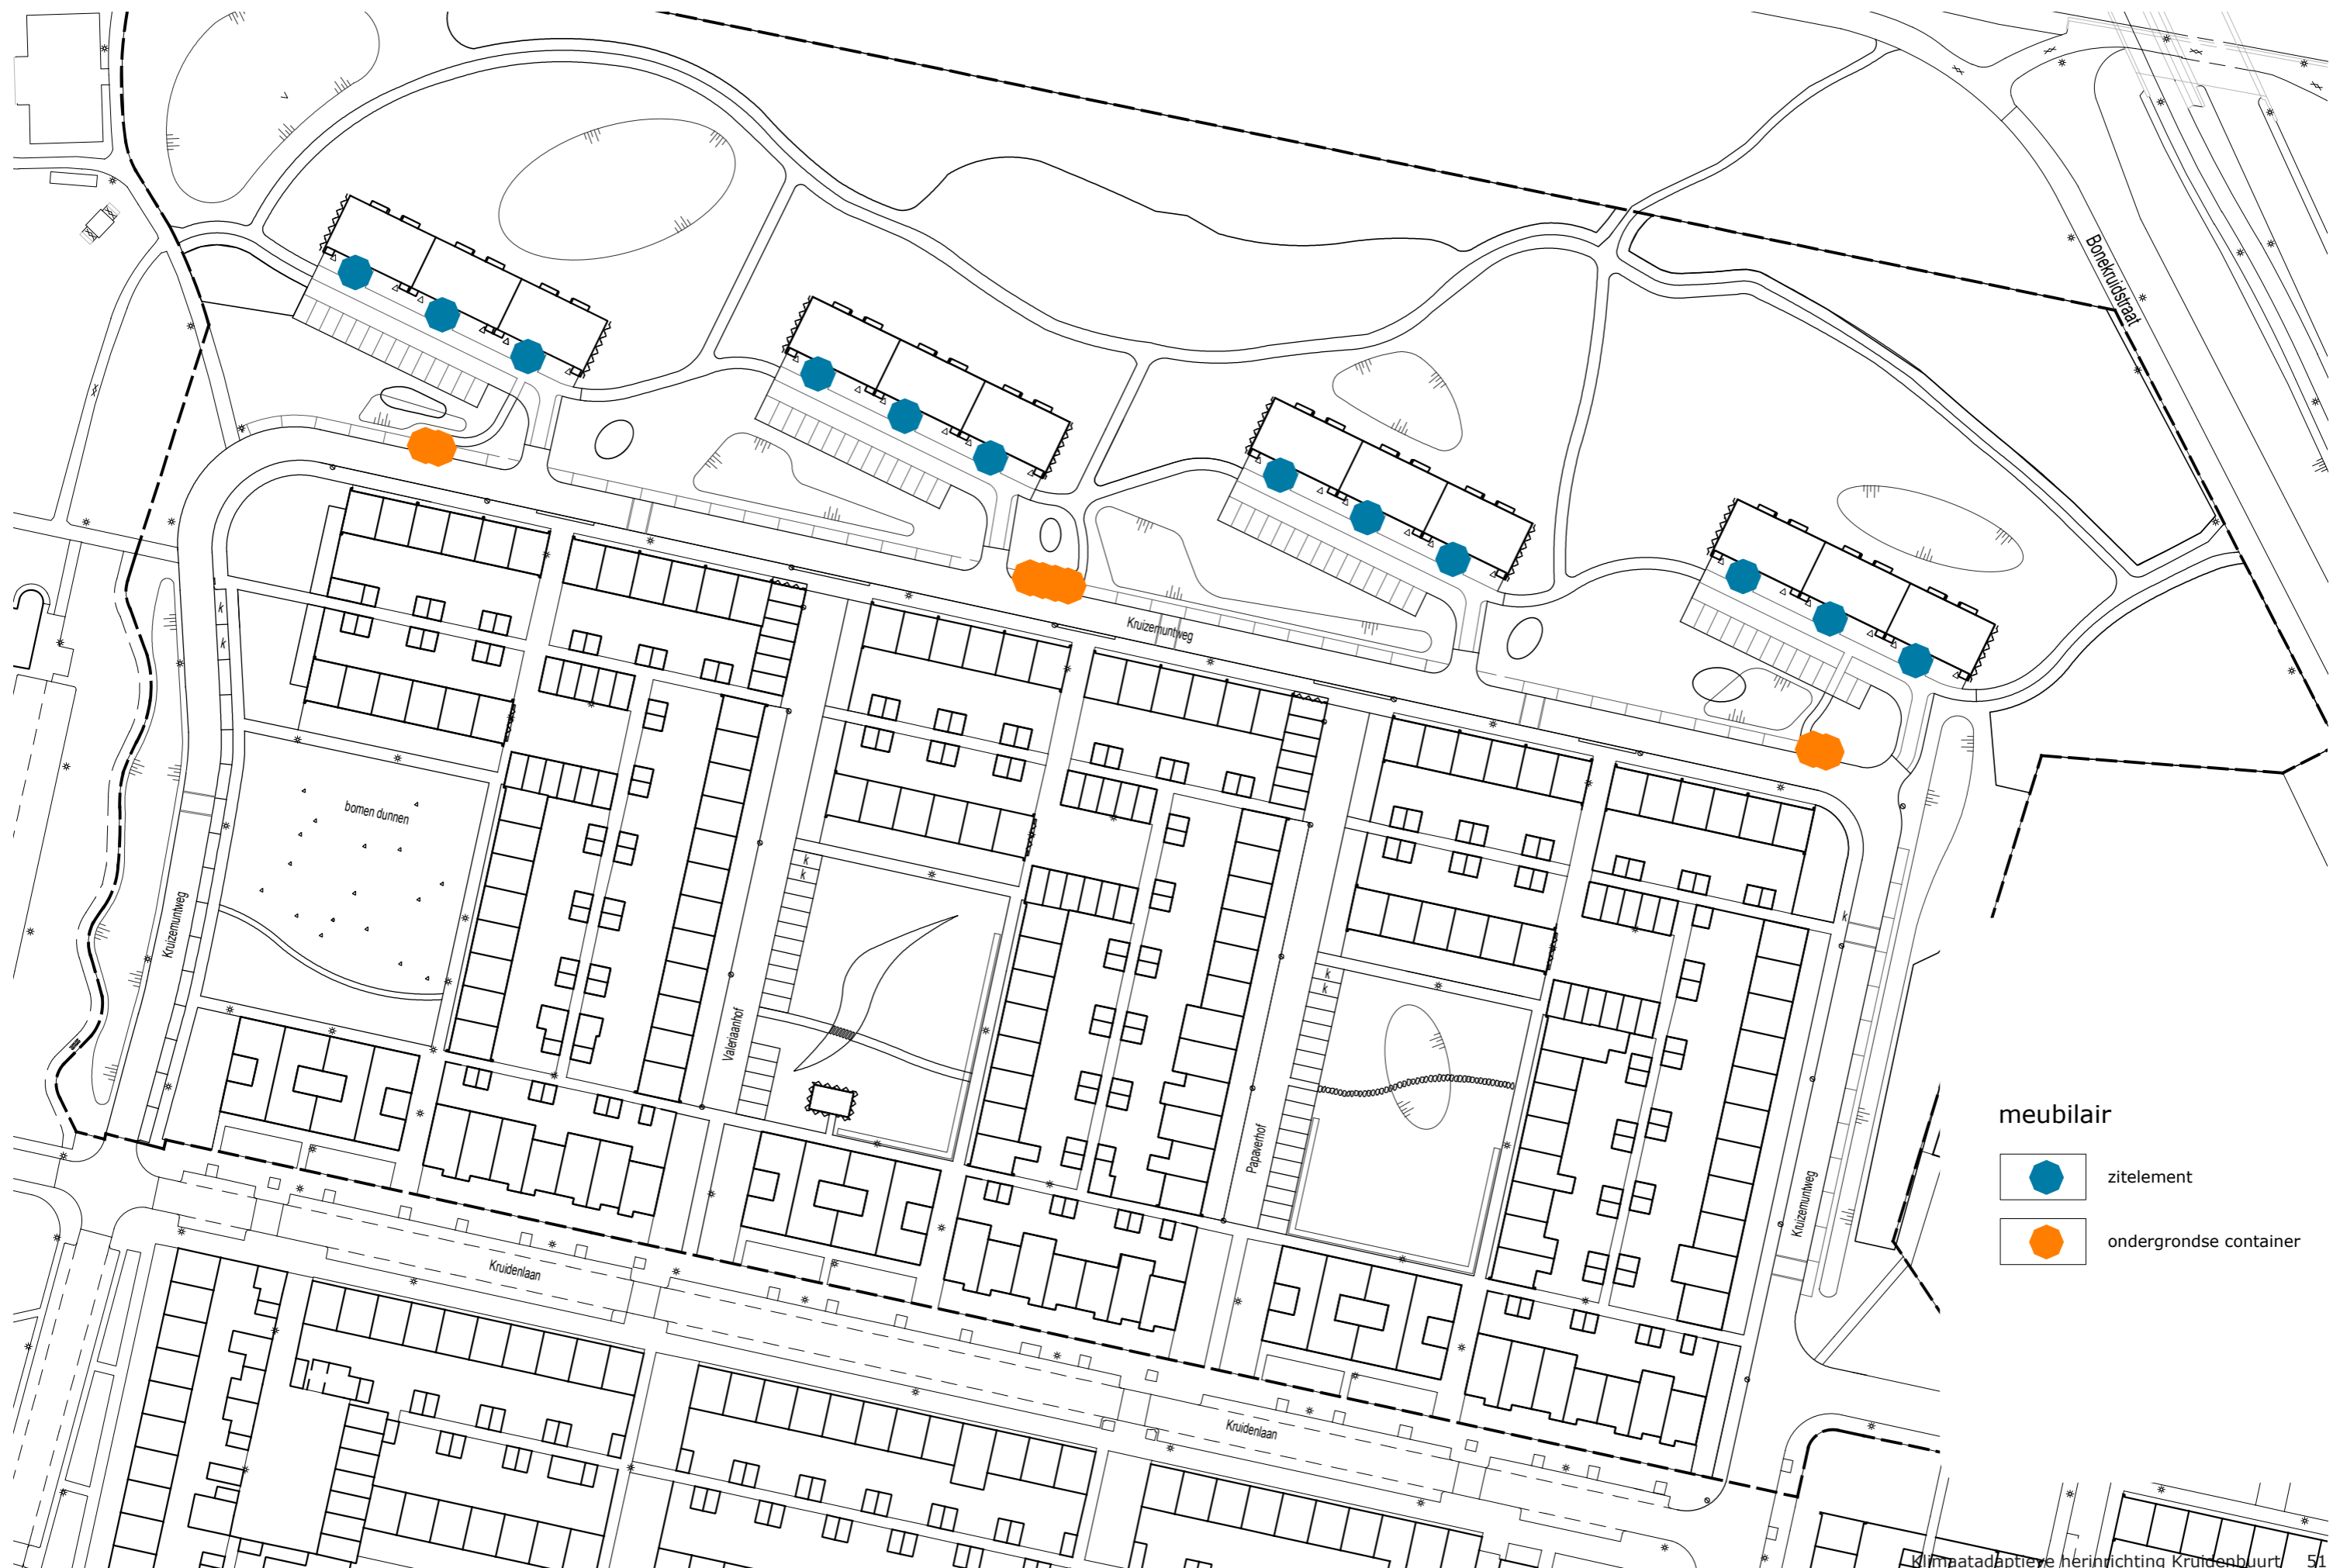 Bonekruidstraat
Kruizemuntweg
k
k
bomen dunnen
k
k
Kruizemuntweg
k
k
k
Valeriaanhof
Papaverhof
Kruizemuntweg
Kruidenlaan
Kruidenlaan
meubilair
zitelement
ondergrondse container
Klimaatadaptieve herinrichting Kruidenbuurt 51